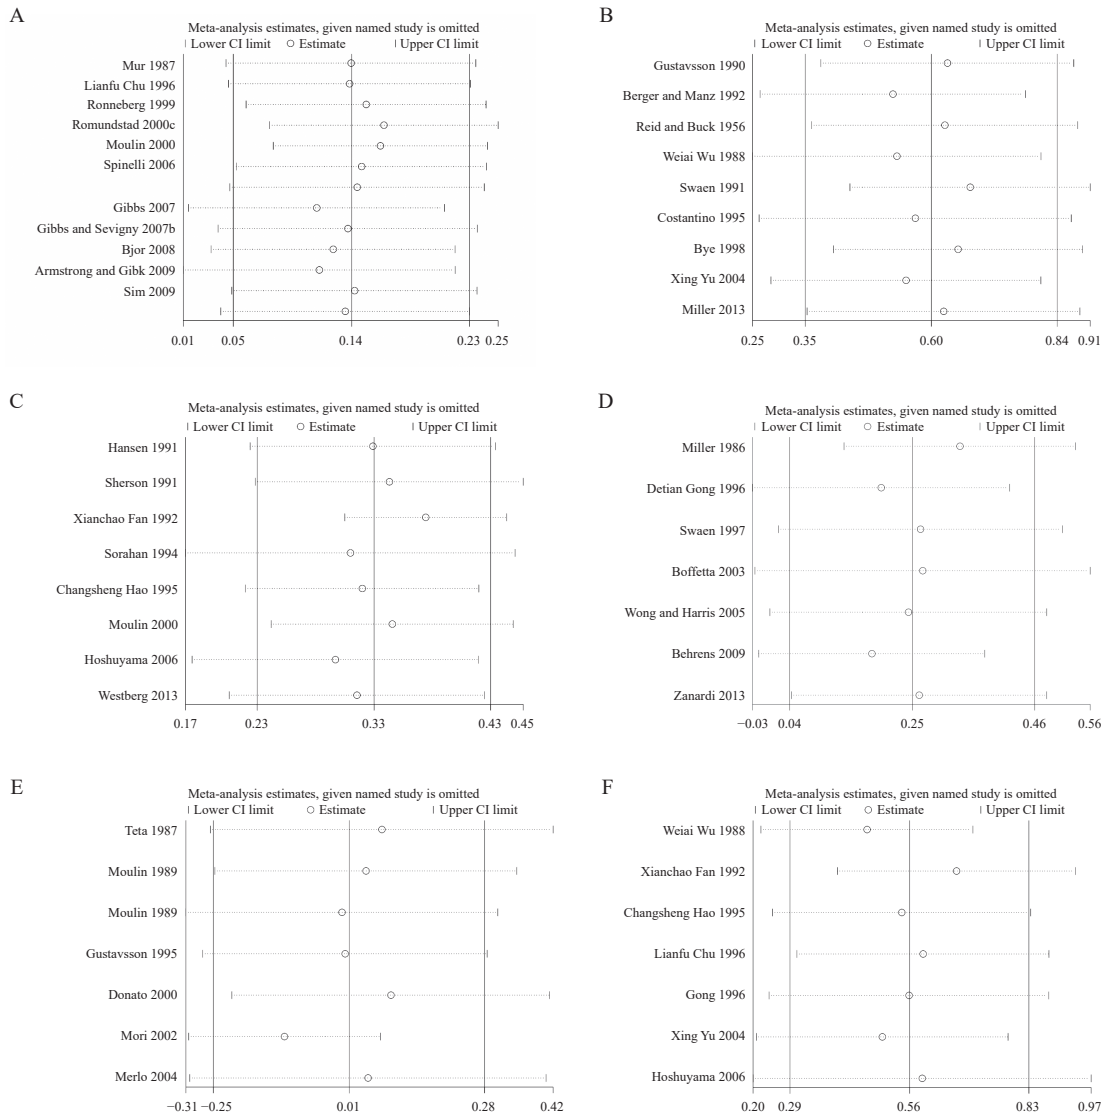 A
Meta-analysis estimates, given named study is omitted
Lower CI limit Estimate Upper CI limit
Mur 1987
Lianfu Chu 1996
Ronneberg 1999
Romundstad 2000c
Moulin 2000
Spinelli 2006
Gibbs 2007
Gibbs and Sevigny 2007b
Bjor 2008
Armstrong and Gibk 2009
Sim 2009
0.01 0.05 0.14 0.23 0.25
B
Meta-analysis estimates, given named study is omitted
Lower CI limit Estimate Upper CI limit
Gustavsson 1990
Berger and Manz 1992
Reid and Buck 1956
Weiai Wu 1988
Swaen 1991
Costantino 1995
Bye 1998
Xing Yu 2004
Miller 2013
0.25 0.35 0.60 0.84 0.91
C
Meta-analysis estimates, given named study is omitted
Lower CI limit Estimate Upper CI limit
Hansen 1991
Sherson 1991
Xianchao Fan 1992
Sorahan 1994
Changsheng Hao 1995
Moulin 2000
Hoshuyama 2006
Westberg 2013
0.17 0.23 0.33 0.43 0.45
D
Meta-analysis estimates, given named study is omitted
Lower CI limit Estimate Upper CI limit
Miller 1986
Detian Gong 1996
Swaen 1997
Boffetta 2003
Wong and Harris 2005
Behrens 2009
Zanardi 2013
−0.03 0.04 0.25 0.46 0.56
E
Meta-analysis estimates, given named study is omitted
Lower CI limit Estimate Upper CI limit
Teta 1987
Moulin 1989
Moulin 1989
Gustavsson 1995
Donato 2000
Mori 2002
Merlo 2004
−0.31 −0.25 0.01 0.28 0.42
F
Meta-analysis estimates, given named study is omitted
Lower CI limit Estimate Upper CI limit
Weiai Wu 1988
Xianchao Fan 1992
Changsheng Hao 1995
Lianfu Chu 1996
Gong 1996
Xing Yu 2004
Hoshuyama 2006
0.20 0.29 0.56 0.83 0.97